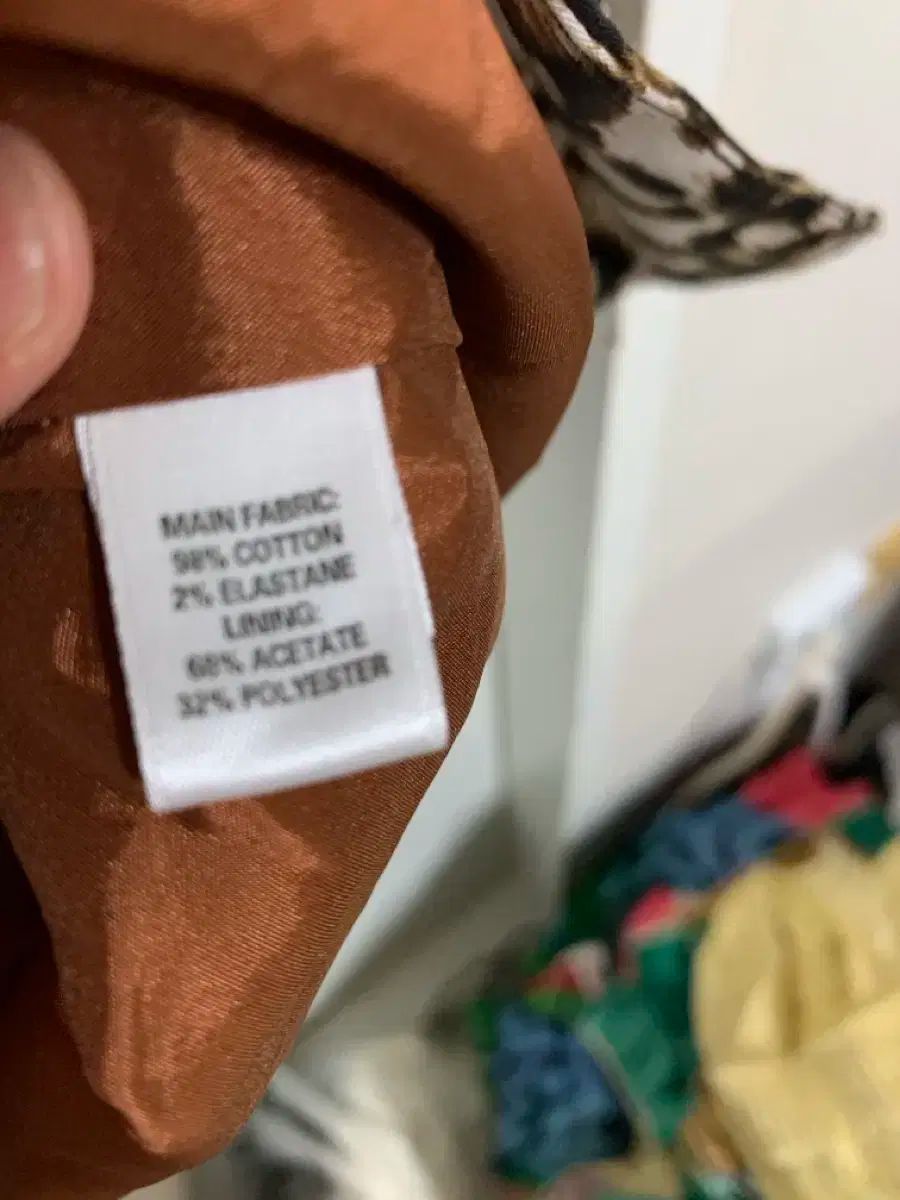 MAIN FABRIC:
98% COTTON
2% ELASTANE
LINING:
68% ACETATE
32% POLYESTER